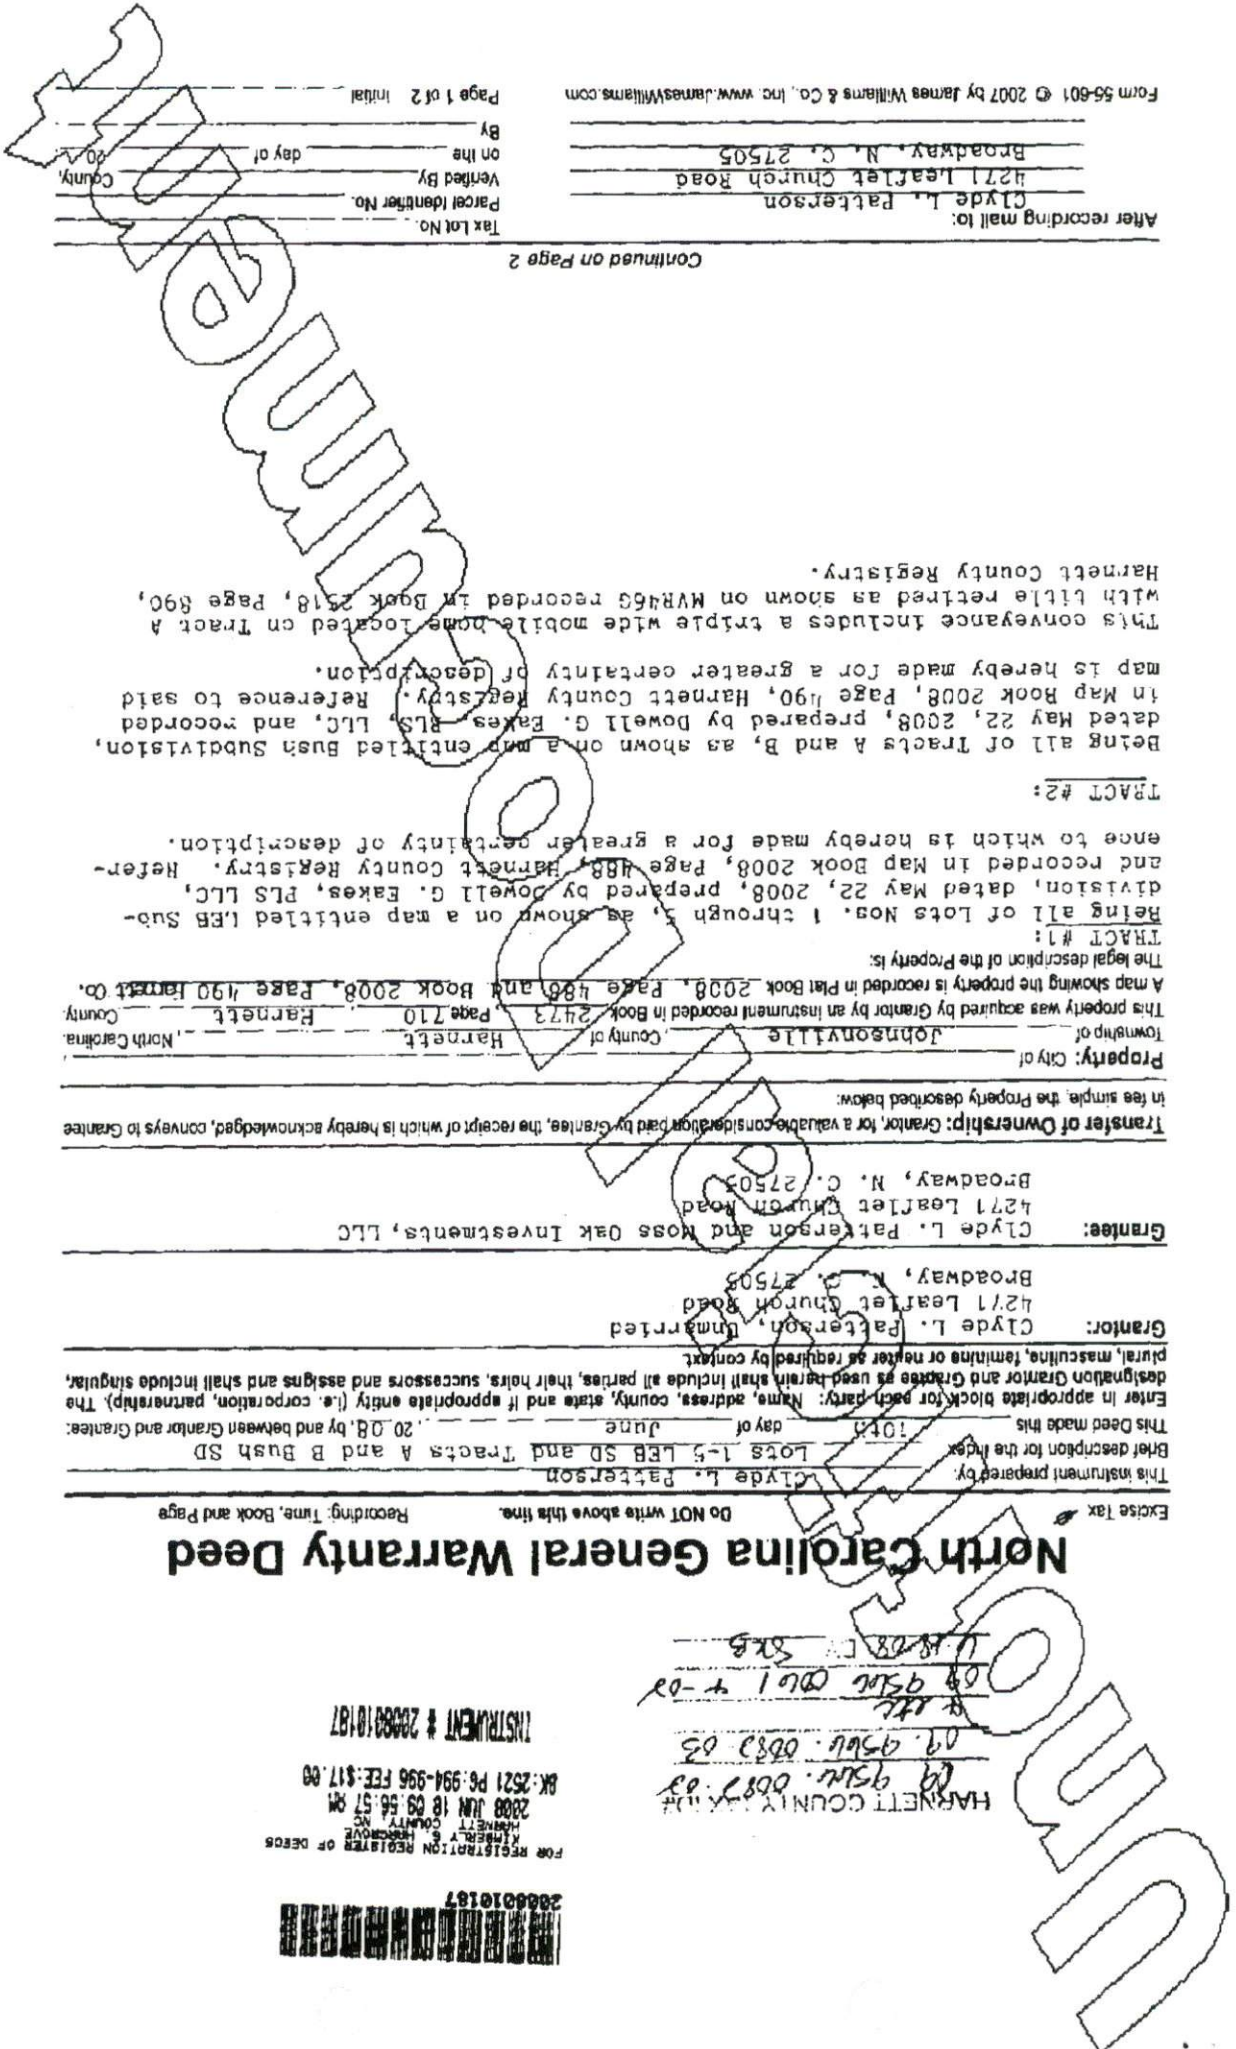 2008010187
FOR REGISTRATION REGISTER OF DEEDS
KIMBERLY S. HARGROVE
HARNETT COUNTY, NC
2008 JUN 18 09:56:57 AM
BK:2521 PG:994-996 FEE:$17.00
INSTRUMENT # 2008010187
HARNETT COUNTY TAX ID#
09. 9566. 0083. 03
North Carolina General Warranty Deed
Excise Tax
Do NOT write above this line.
Recording: Time, Book and Page
This instrument prepared by: Clyde L. Patterson
Brief description for the Index Lots 1-5 LEB SD and Tracts A and B Bush SD
This Deed made this 10th day of June , 20 08, by and between Grantor and Grantee:
Enter in appropriate block for each party: Name, address, county, state and if appropriate entity (i.e. corporation, partnership). The
designation Grantor and Grantee as used herein shall include all parties, their heirs, successors and assigns and shall include singular,
plural, masculine, feminine or neuter as required by context.
Grantor: Clyde L. Patterson, Unmarried
4271 Leaflet Church Road
Broadway, N. C. 27505
Grantee: Clyde L. Patterson and Moss Oak Investments, LLC
4271 Leaflet Church Road
Broadway, N. C. 27505
Transfer of Ownership: Grantor, for a valuable consideration paid by Grantee, the receipt of which is hereby acknowledged, conveys to Grantee
in fee simple, the Property described below:
Property: City of
Township of Johnsonville , County of Harnett , North Carolina.
This property was acquired by Grantor by an instrument recorded in Book 2473 , Page 710 . Harnett County.
A map showing the property is recorded in Plat Book 2008, Page 488 and Book 2008, Page 490 Harnett Co.
The legal description of the Property is:
TRACT #1:
Being all of Lots Nos. 1 through 5, as shown on a map entitled LEB Sub-
division, dated May 22, 2008, prepared by Dowell G. Eakes, PLS LLC,
and recorded in Map Book 2008, Page 488, Harnett County Registry. Refer-
ence to which is hereby made for a greater certainty of description.
TRACT #2:
Being all of Tracts A and B, as shown on a map entitled Bush Subdivision,
dated May 22, 2008, prepared by Dowell G. Eakes, PLS, LLC, and recorded
in Map Book 2008, Page 490, Harnett County Registry. Reference to said
map is hereby made for a greater certainty of description.
This conveyance includes a triple wide mobile home located on Tract A
with title retired as shown on MVR46G recorded in Book 2518, Page 890,
Harnett County Registry.
Continued on Page 2
After recording mail to:
Clyde L. Patterson
4271 Leaflet Church Road
Broadway, N. C. 27505
Tax Lot No.
Parcel Identifier No.
Verified By County,
on the day of 20
By
Form 55-601 © 2007 by James Williams & Co., Inc. www.JamesWilliams.com
Page 1 of 2 Initial
Unofficial Document